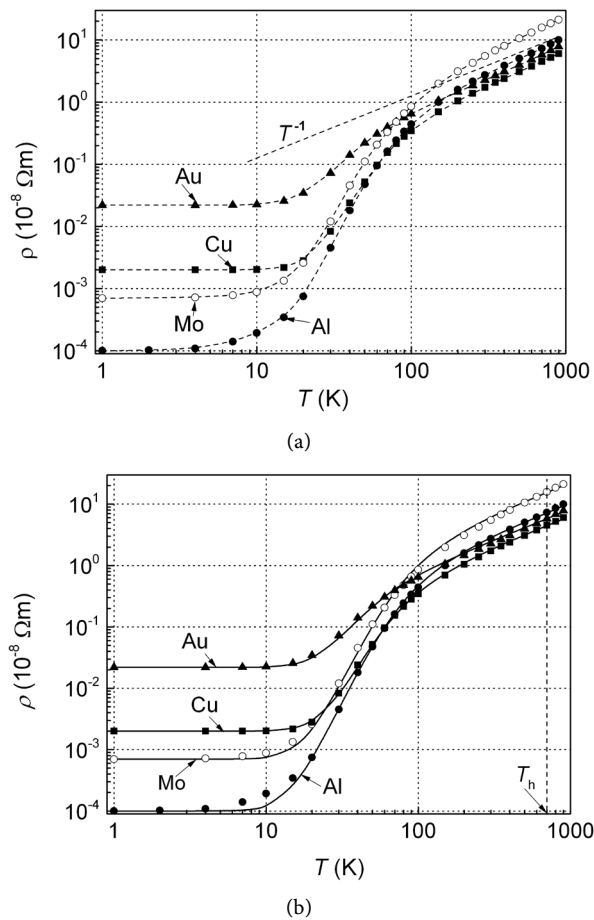 10¹
10⁰
10⁻¹
10⁻²
10⁻³
10⁻⁴
ρ (10⁻⁸ Ωm)
T⁻¹
Au
Cu
Mo
Al
1 10 100 1000
T (K)
(a)
10¹
10⁰
10⁻¹
10⁻²
10⁻³
10⁻⁴
ρ (10⁻⁸ Ωm)
Au
Cu
Mo
Al
Tₕ
1 10 100 1000
T (K)
(b)